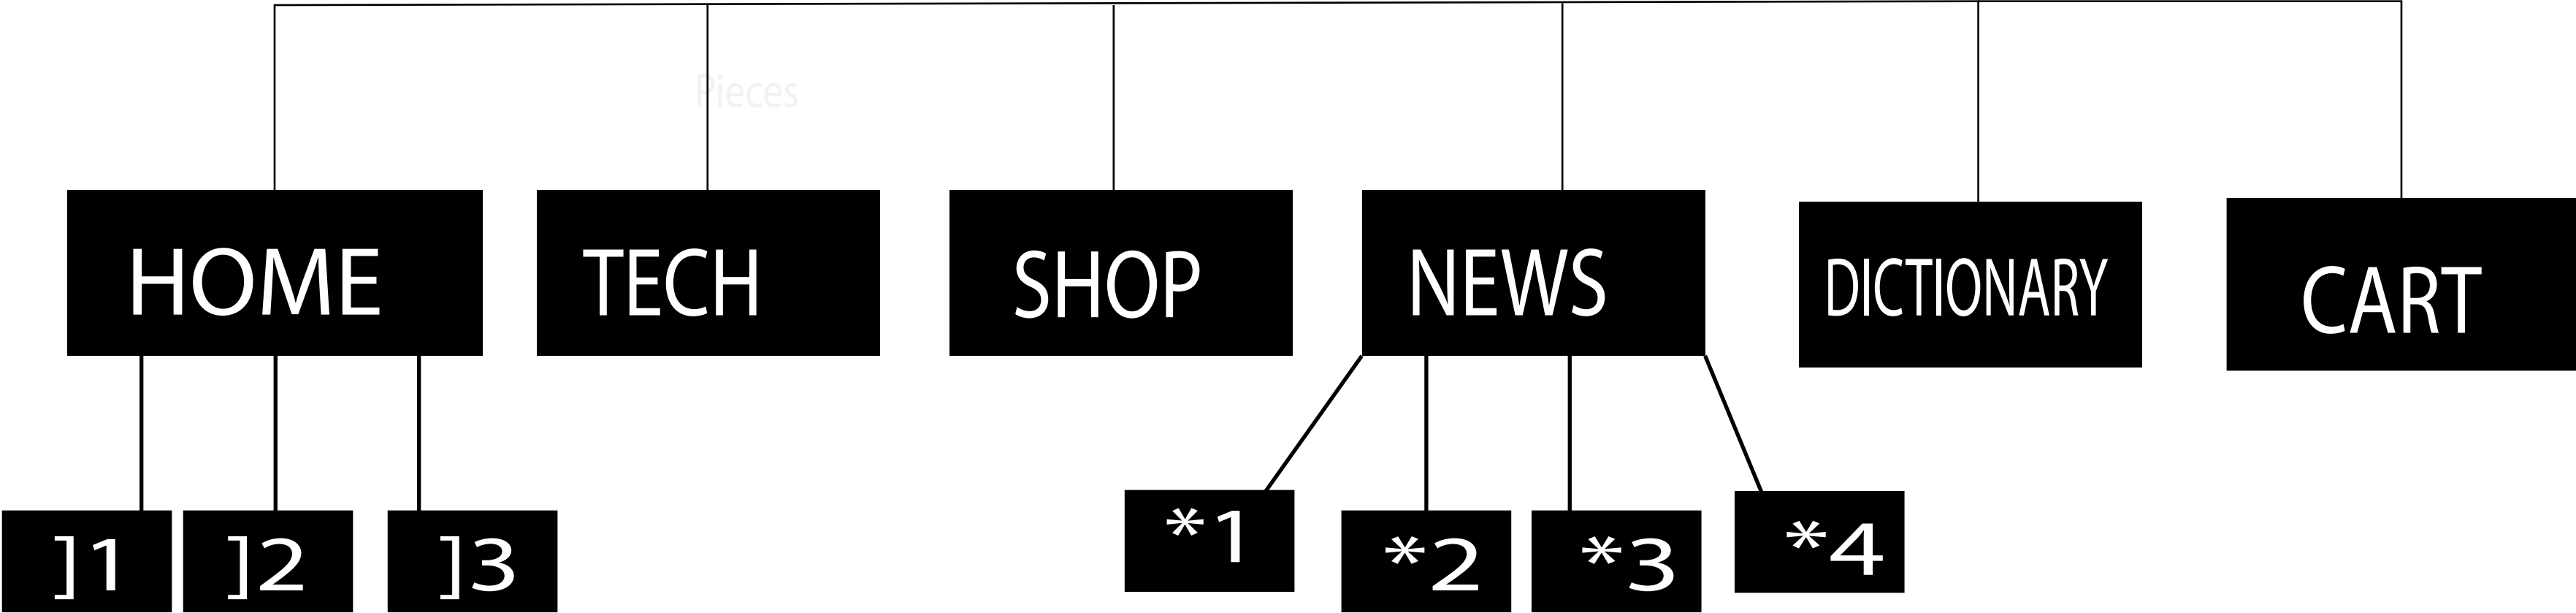 Pieces
HOME
TECH
SHOP
NEWS
DICTIONARY
CART
]1
]2
]3
*1
*2
*3
*4